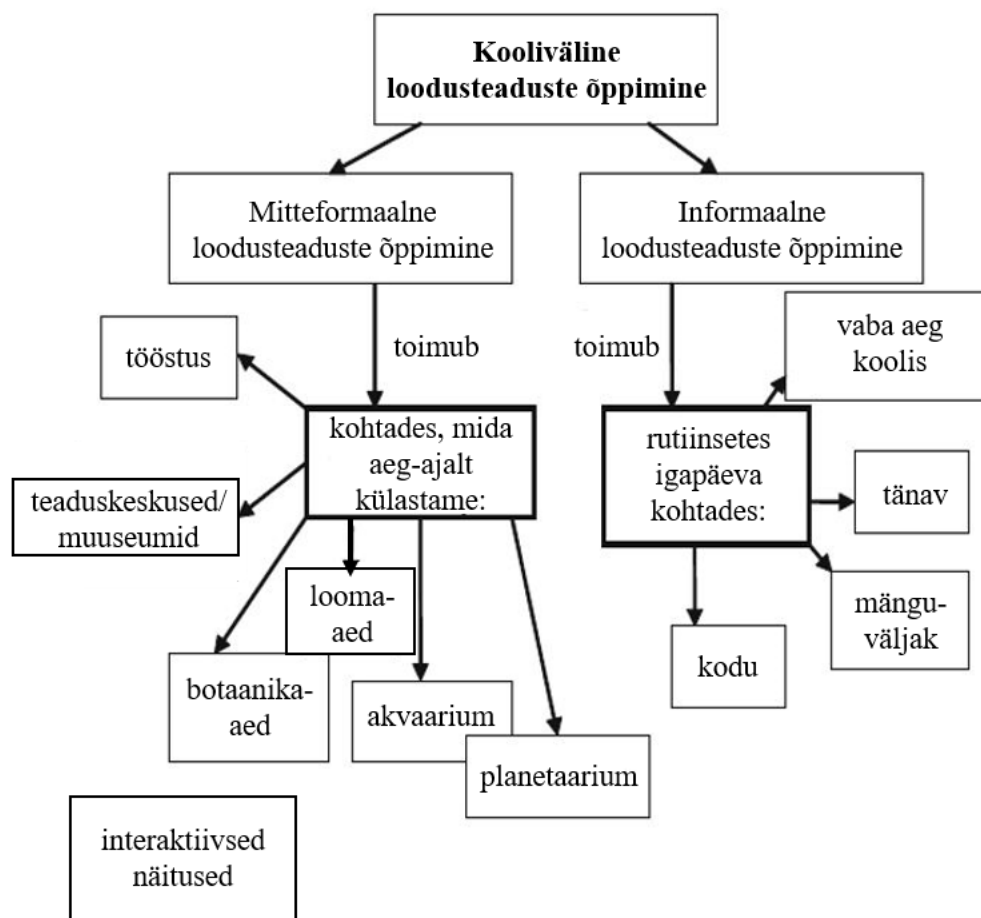 Kooliväline
loodusteaduste õppimine
Mitteformaalne
loodusteaduste õppimine
Informaalne
loodusteaduste õppimine
toimub
toimub
vaba aeg
koolis
tööstus
kohtades, mida
aeg-ajalt
külastame:
rutiinsetes
igapäeva
kohtades:
teaduskeskused/
muuseumid
tänav
looma-
aed
mängu-
väljak
kodu
botaanika-
aed
akvaarium
planetaarium
interaktiivsed
näitused